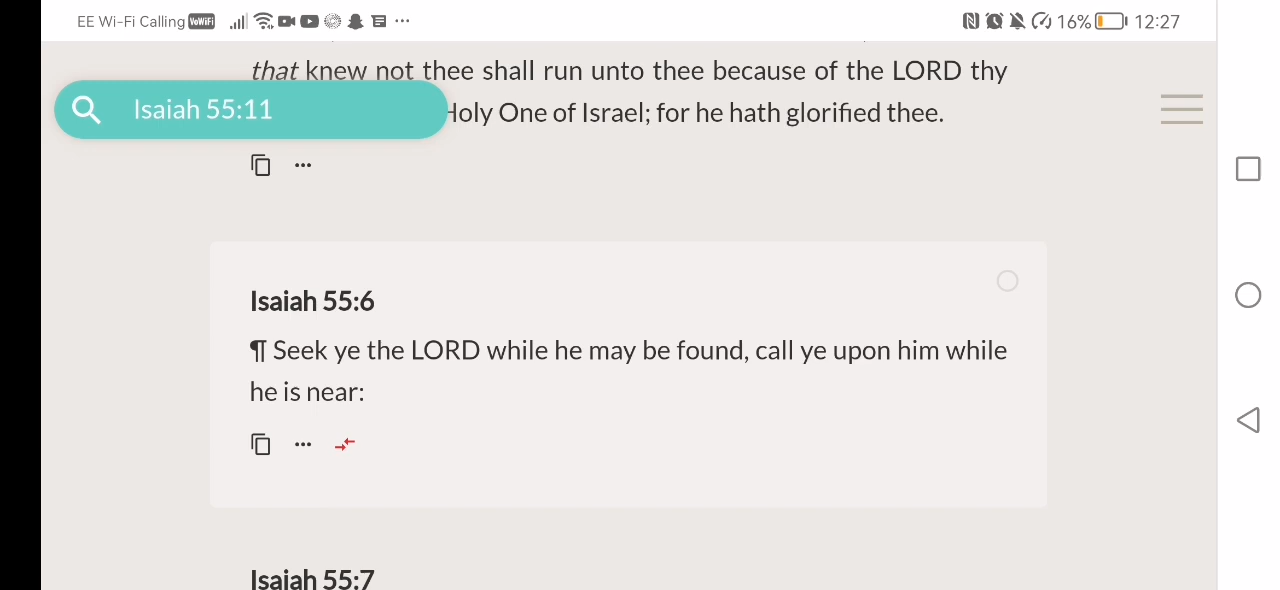 EE Wi-Fi Calling VoWiFi 16% 12:27
that knew not thee shall run unto thee because of the LORD thy
Isaiah 55:11
Holy One of Israel; for he hath glorified thee.
Isaiah 55:6
¶ Seek ye the LORD while he may be found, call ye upon him while
he is near:
Isaiah 55:7